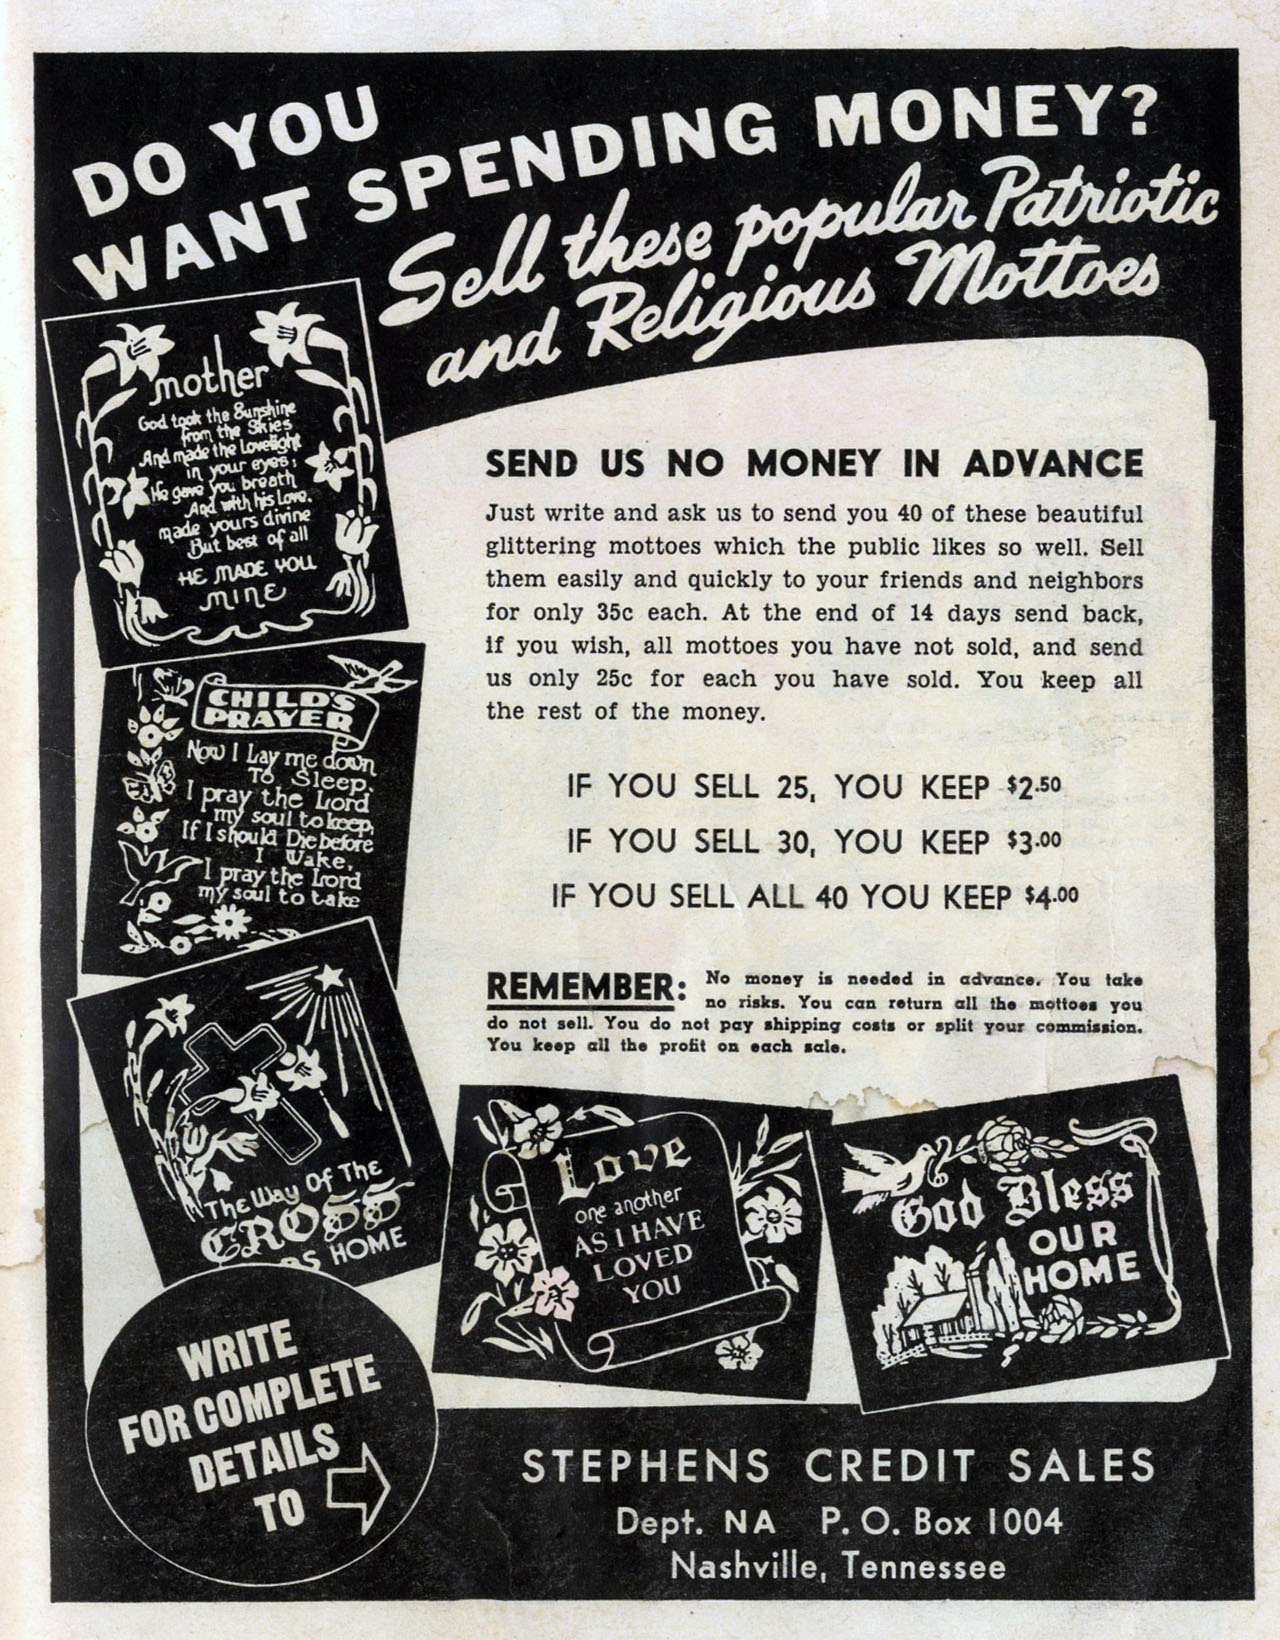 DO YOU
WANT SPENDING MONEY?
Sell these popular Patriotic
and Religious Mottoes
mother
God took the Sunshine
from the Skies
And made the Lovelight
in your eyes;
He gave you breath
And with his Love.
made yours divine
But best of all
HE MADE YOU
MINE
CHILD'S
PRAYER
Now I Lay me down
To Sleep,
I pray the Lord
my soul to keep,
If I should Die before
I Wake,
I pray the Lord
my soul to take
The Way Of The
CROSS
HOME
SEND US NO MONEY IN ADVANCE
Just write and ask us to send you 40 of these beautiful
glittering mottoes which the public likes so well. Sell
them easily and quickly to your friends and neighbors
for only 35c each. At the end of 14 days send back,
if you wish, all mottoes you have not sold, and send
us only 25c for each you have sold. You keep all
the rest of the money.
IF YOU SELL 25, YOU KEEP $2.50
IF YOU SELL 30, YOU KEEP $3.00
IF YOU SELL ALL 40 YOU KEEP $4.00
REMEMBER: No money is needed in advance. You take
no risks. You can return all the mottoes you
do not sell. You do not pay shipping costs or split your commission.
You keep all the profit on each sale.
Love
one another
AS I HAVE
LOVED
YOU
God Bless
OUR
HOME
WRITE
FOR COMPLETE
DETAILS
TO
STEPHENS CREDIT SALES
Dept. NA P. O. Box 1004
Nashville, Tennessee